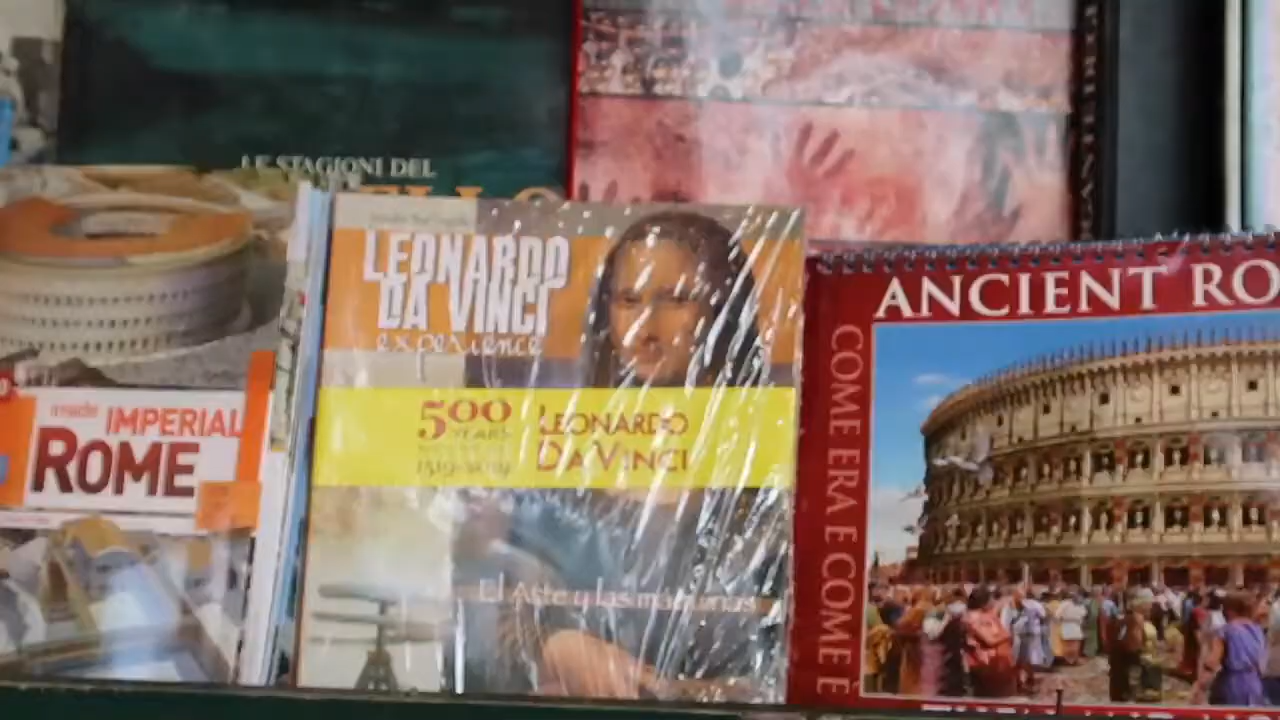 LE STAGIONI DEL
LEONARDO
DA VINCI
experience
500
YEARS
LEONARDO
DA VINCI
El Arte y las máquinas
inside IMPERIAL
ROME
ANCIENT RO
COME ERA E COME È